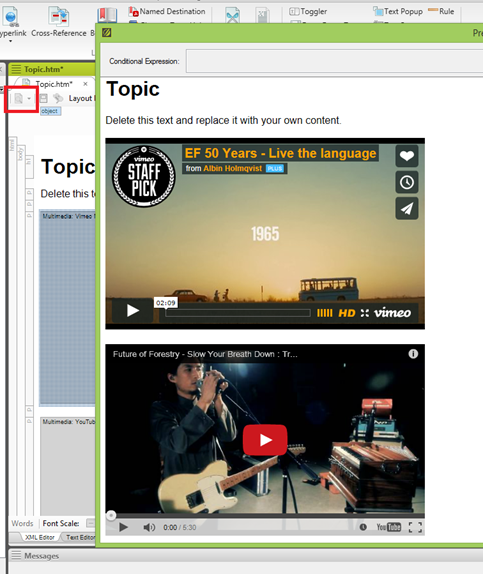 Named Destination
Toggler
Text Popup
Rule
Cross-Reference
Topic.htm*
Topic.htm*
Layout
object
Conditional Expression:
Topic
Delete this text and replace it with your own content.
html
body
h1
Topic
Delete this
p
p
Multimedia: Vimeo
p
Multimedia: YouTub
vimeo
STAFF
PICK
EF 50 Years - Live the language
from Albin Holmqvist PLUS
1965
02:09
HD vimeo
Future of Forestry - Slow Your Breath Down : Tr...
0:00 / 5:30
YouTube
Words Font Scale:
XML Editor Text Editor
Messages